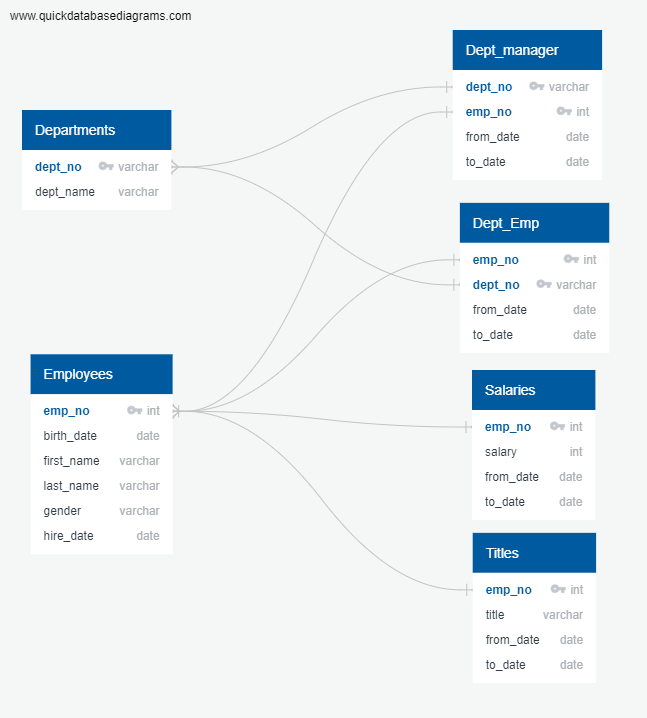 www.quickdatabasediagrams.com
Dept_manager
dept_no varchar
emp_no int
from_date date
to_date date
Departments
dept_no varchar
dept_name varchar
Dept_Emp
emp_no int
dept_no varchar
from_date date
to_date date
Employees
emp_no int
birth_date date
first_name varchar
last_name varchar
gender varchar
hire_date date
Salaries
emp_no int
salary int
from_date date
to_date date
Titles
emp_no int
title varchar
from_date date
to_date date